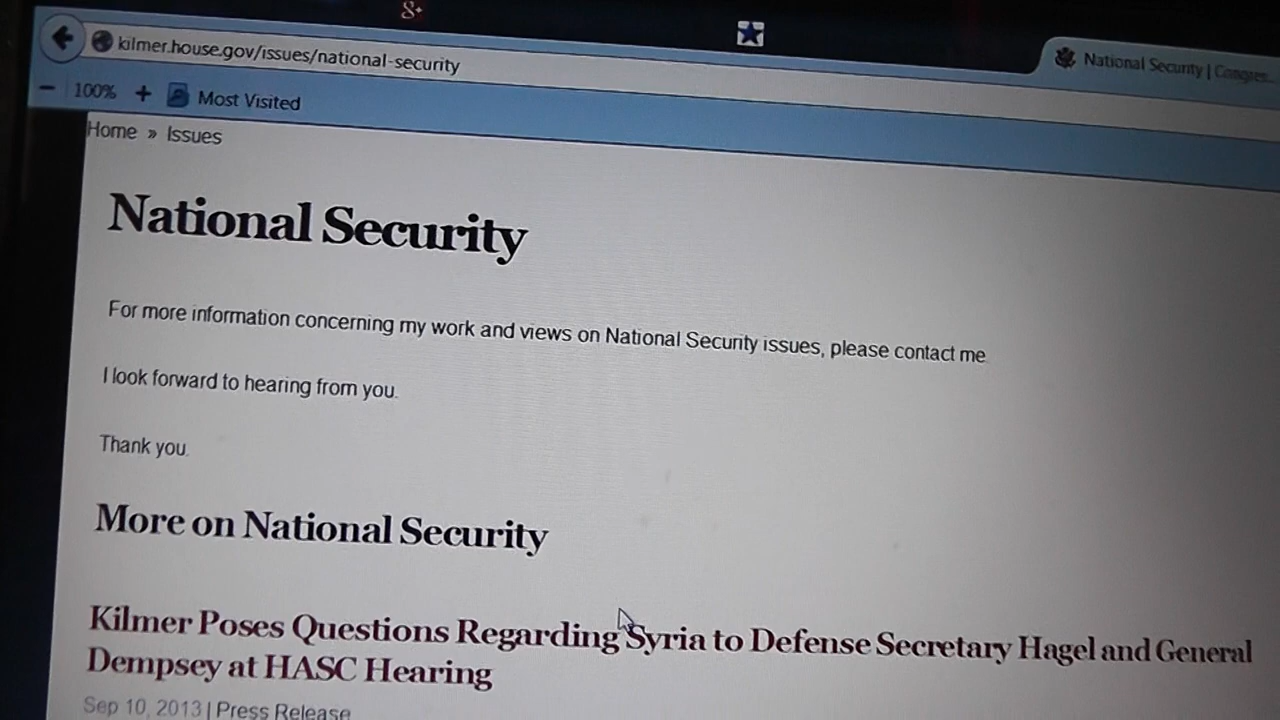 g+
kilmer.house.gov/issues/national-security
National Security | Congres...
100%
Most Visited
Home » Issues
National Security
For more information concerning my work and views on National Security issues, please contact me
I look forward to hearing from you.
Thank you.
More on National Security
Kilmer Poses Questions Regarding Syria to Defense Secretary Hagel and General
Dempsey at HASC Hearing
Sep 10, 2013 | Press Release